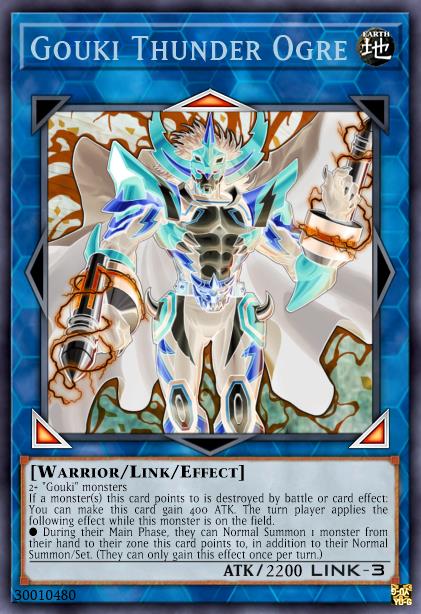 GOUKI THUNDER OGRE
EARTH
地
[WARRIOR/LINK/EFFECT]
2+ "Gouki" monsters
If a monster(s) this card points to is destroyed by battle or card effect:
You can make this card gain 400 ATK. The turn player applies the
following effect while this monster is on the field.
● During their Main Phase, they can Normal Summon 1 monster from
their hand to their zone this card points to, in addition to their Normal
Summon/Set. (They can only gain this effect once per turn.)
ATK/2200 LINK-3
30010480